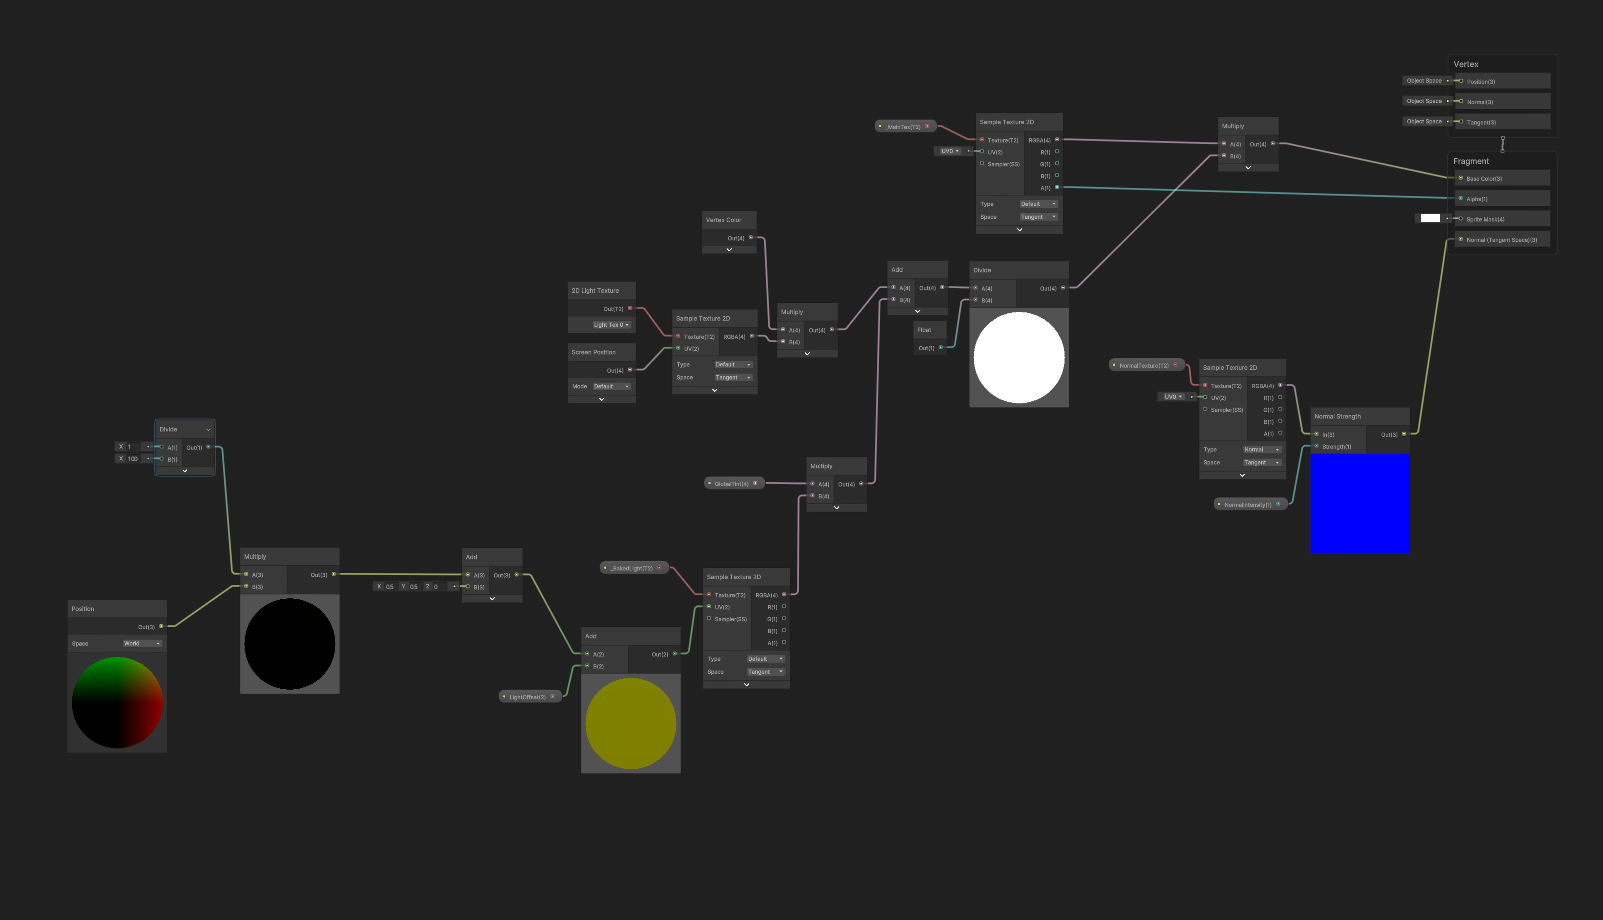 Vertex
Object Space
Position(3)
Object Space
Normal(3)
Object Space
Tangent(3)
Fragment
Base Color(3)
Alpha(1)
Sprite Mask(4)
Normal (Tangent Space)(3)
_MainTex(T2)
Sample Texture 2D
Texture(T2) RGBA(4)
UV0
UV(2) R(1)
Sampler(SS) G(1)
B(1)
A(1)
Type Default
Space Tangent
Multiply
A(4) Out(4)
B(4)
Vertex Color
Out(4)
2D Light Texture
Out(T2)
Light Tex 0
Screen Position
Out(4)
Mode Default
Sample Texture 2D
Texture(T2) RGBA(4)
UV(2)
Type Default
Space Tangent
Multiply
A(4) Out(4)
B(4)
Add
A(4) Out(4)
B(4)
Float
Out(1)
Divide
A(4) Out(4)
B(4)
NormalTexture(T2)
Sample Texture 2D
Texture(T2) RGBA(4)
UV0
UV(2) R(1)
Sampler(SS) G(1)
B(1)
A(1)
Type Normal
Space Tangent
NormalIntensity(1)
Normal Strength
In(3) Out(3)
Strength(1)
Divide
X 1
A(1) Out(1)
X 100
B(1)
GlobalTint(4)
Multiply
A(4) Out(4)
B(4)
Position
Out(3)
Space World
Multiply
A(3) Out(3)
B(3)
Add
A(3) Out(3)
X 0.5 Y 0.5 Z 0
B(3)
LightOffset(2)
Add
A(2) Out(2)
B(2)
_BakedLight(T2)
Sample Texture 2D
Texture(T2) RGBA(4)
UV(2) R(1)
Sampler(SS) G(1)
B(1)
A(1)
Type Default
Space Tangent